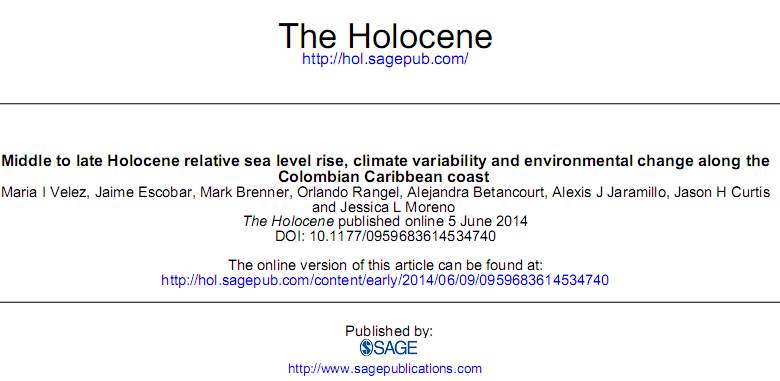 The Holocene
http://hol.sagepub.com/
Middle to late Holocene relative sea level rise, climate variability and environmental change along the
Colombian Caribbean coast
Maria I Velez, Jaime Escobar, Mark Brenner, Orlando Rangel, Alejandra Betancourt, Alexis J Jaramillo, Jason H Curtis
and Jessica L Moreno
The Holocene published online 5 June 2014
DOI: 10.1177/0959683614534740
The online version of this article can be found at:
http://hol.sagepub.com/content/early/2014/06/09/0959683614534740
Published by:
SAGE
http://www.sagepublications.com